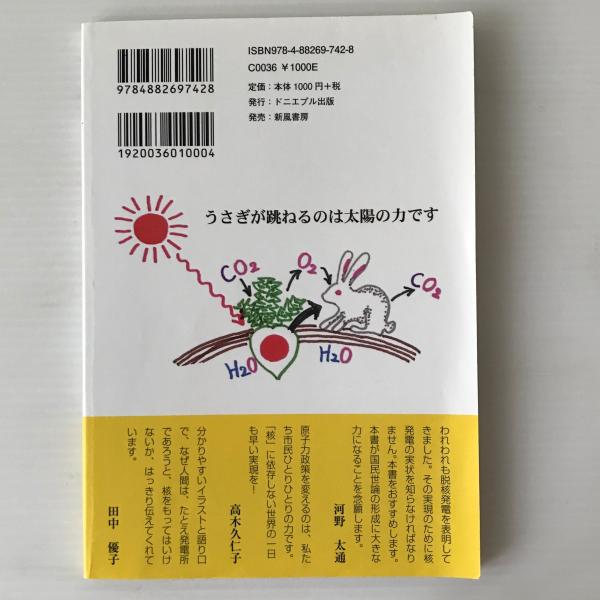 ISBN978-4-88269-742-8
C0036 ¥1000E
定価：本体1000円＋税
発行：ドニエプル出版
発売：新風書房
9784882697428
1920036010004
うさぎが跳ねるのは太陽の力です
CO2
O2
CO2
H2O
H2O
われわれも脱核発電を表明して
きました。その実現のために核
発電の実状を知らなければなり
ません。本書をおすすめします。
本書が国民世論の形成に大きな
力になることを念願します。
河野　太通
原子力政策を変えるのは、私た
ち市民ひとりひとりの力です。
「核」に依存しない世界の一日
も早い実現を！
高木久仁子
分かりやすいイラストと語り口
で、なぜ人間は、たとえ発電所
であろうと、核をもってはいけ
ないか、はっきり伝えてくれて
います。
田中　優子